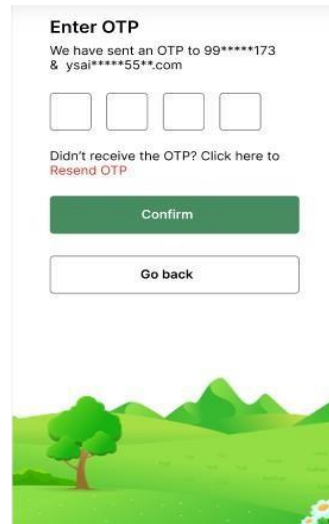 Enter OTP
We have sent an OTP to 99*****173
& ysai*****55**.com
Didn't receive the OTP? Click here to
Resend OTP
Confirm
Go back